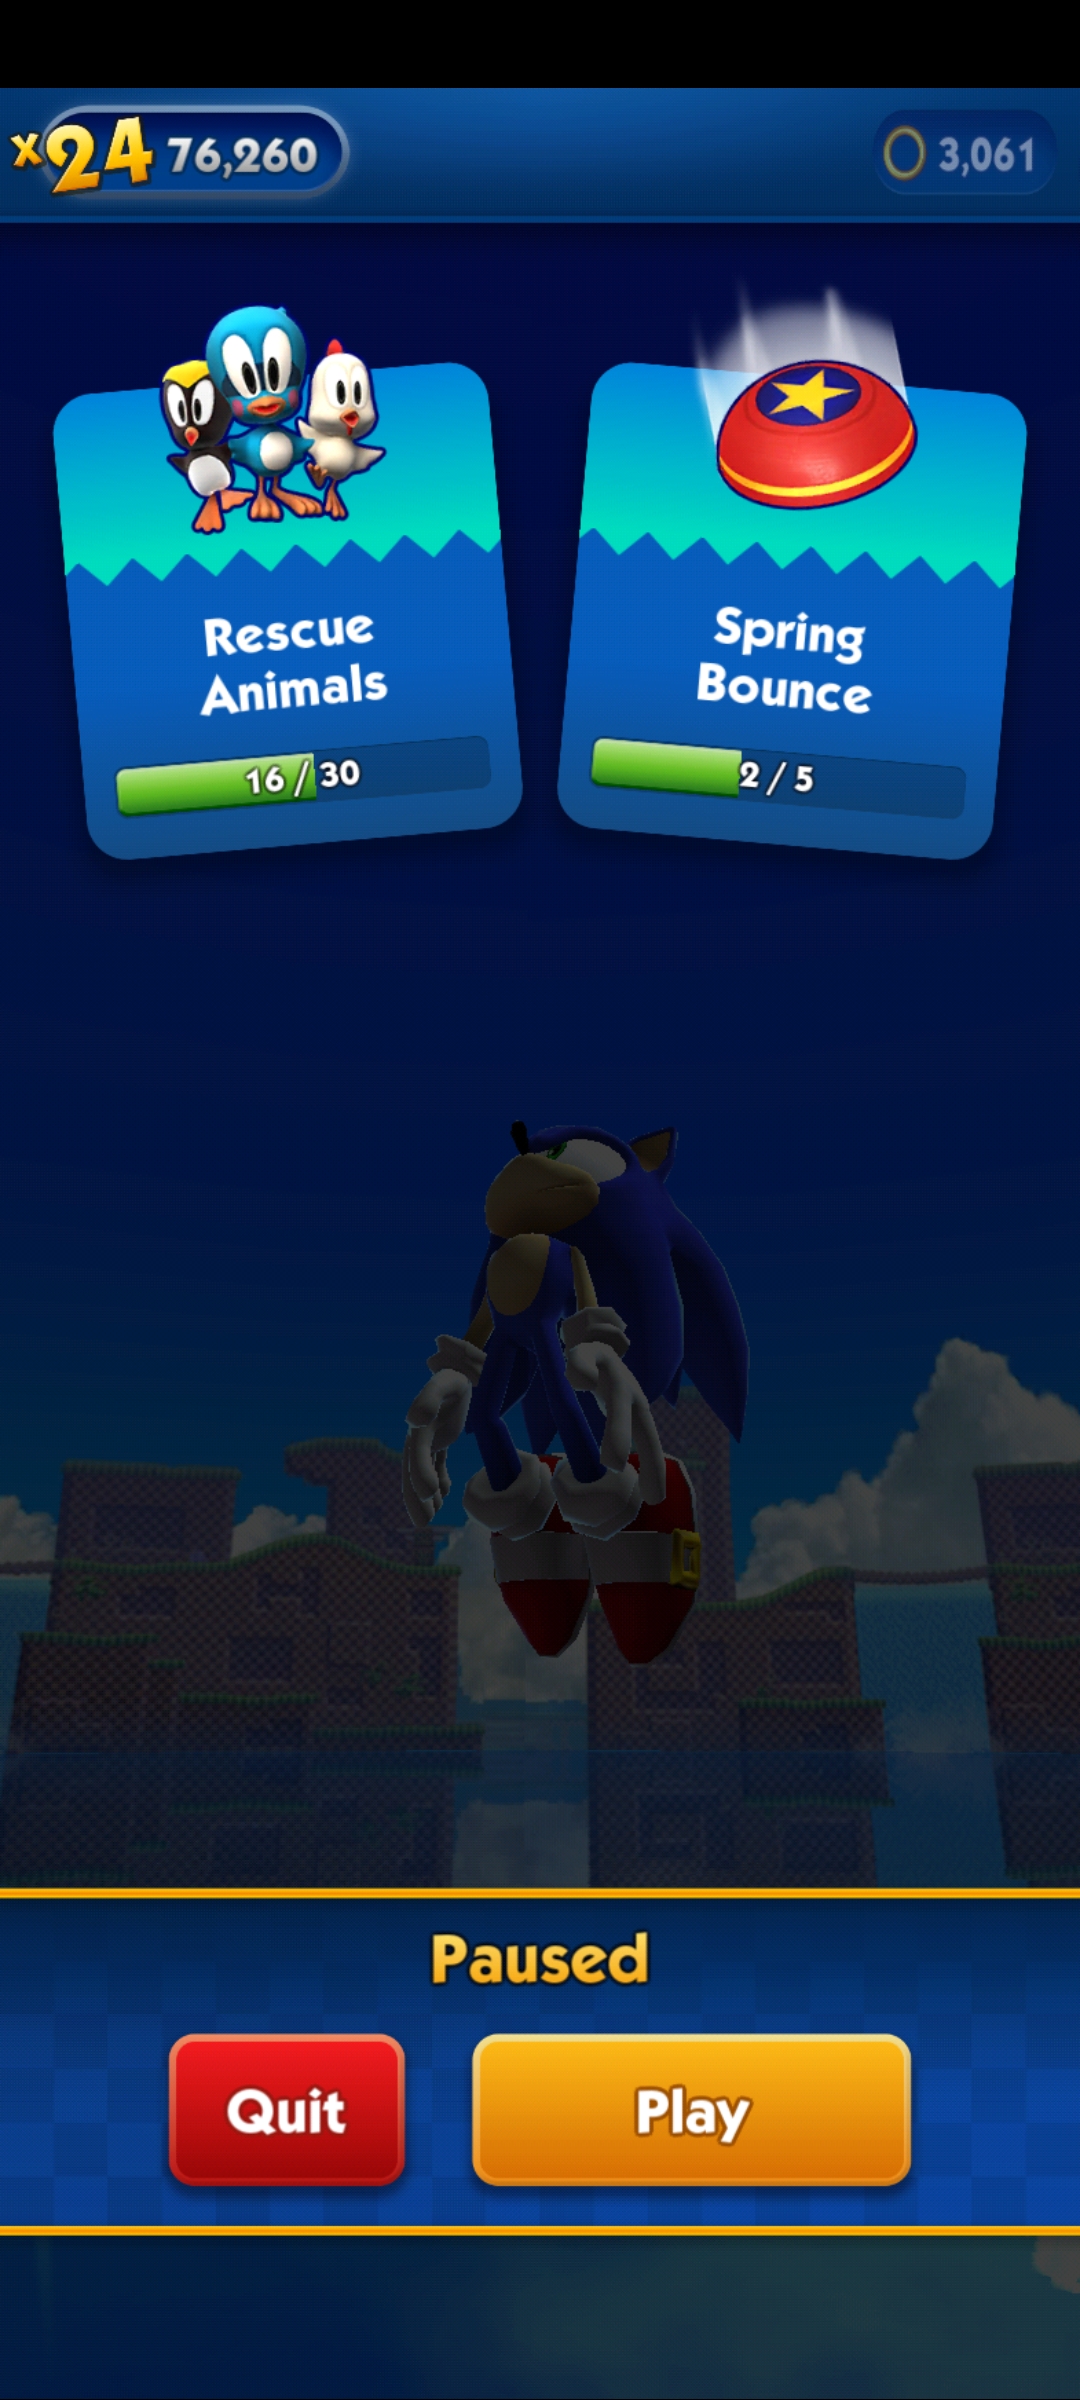 x24 76,260
3,061
Rescue
Animals
16 / 30
Spring
Bounce
2 / 5
Paused
Quit
Play